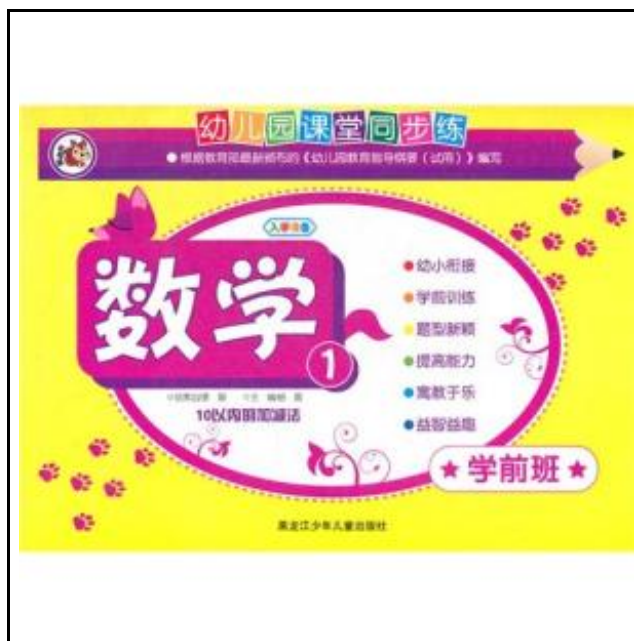 幼儿园课堂同步练
●根据教育部最新颁布的《幼儿园教育指导纲要（试行）》编写
入学准备
数学
1
10以内的加减法
●幼小衔接
●学前训练
●题型新颖
●提高能力
●寓教于乐
●益智益趣
★学前班★
黑龙江少年儿童出版社